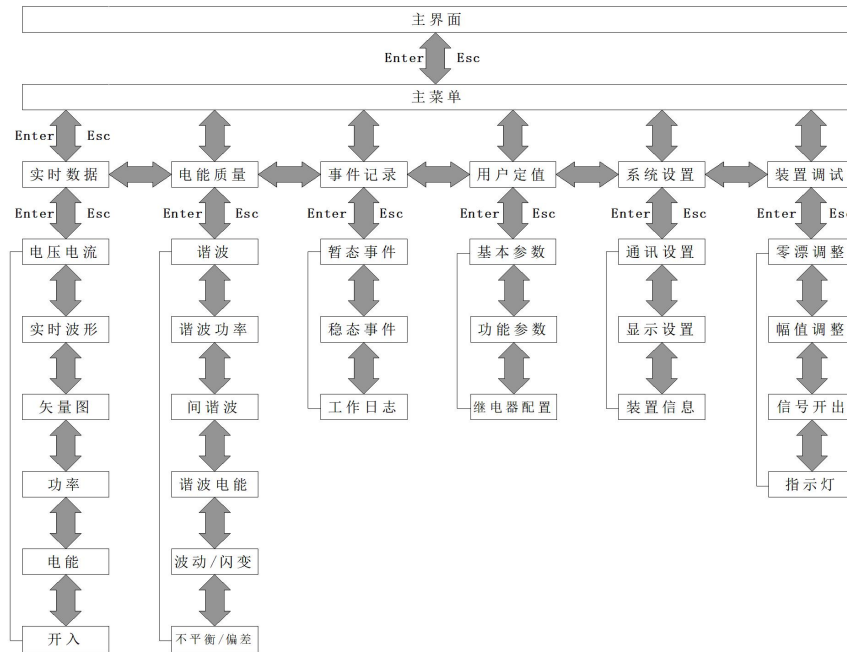 主界面
Enter Esc
主菜单
Enter Esc
实时数据 电能质量 事件记录 用户定值 系统设置 装置调试
Enter Esc Enter Esc Enter Esc Enter Esc Enter Esc Enter Esc
电压电流 谐波 暂态事件 基本参数 通讯设置 零漂调整
实时波形 谐波功率 稳态事件 功能参数 显示设置 幅值调整
矢量图 间谐波 工作日志 继电器配置 装置信息 信号开出
功率 谐波电能 指示灯
电能 波动/闪变
开入 不平衡/偏差